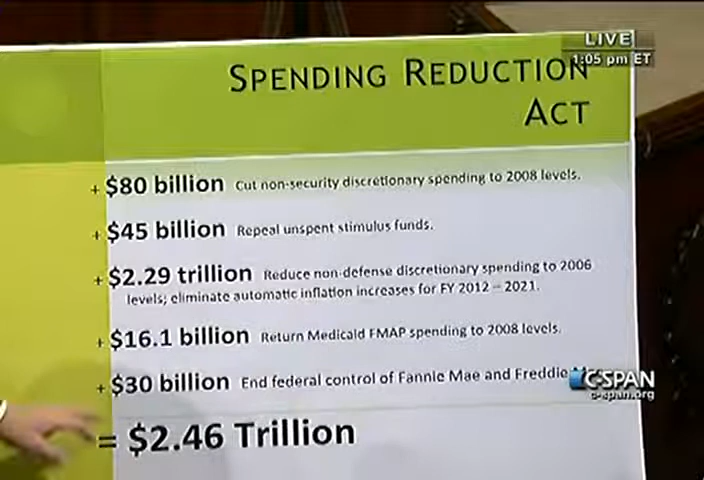 LIVE
1:05 pm ET
SPENDING REDUCTION
ACT
+ $80 billion Cut non-security discretionary spending to 2008 levels.
+ $45 billion Repeal unspent stimulus funds.
+ $2.29 trillion Reduce non-defense discretionary spending to 2006
levels; eliminate automatic inflation increases for FY 2012 – 2021.
+ $16.1 billion Return Medicaid FMAP spending to 2008 levels.
+ $30 billion End federal control of Fannie Mae and Freddie
C-SPAN
c-span.org
= $2.46 Trillion